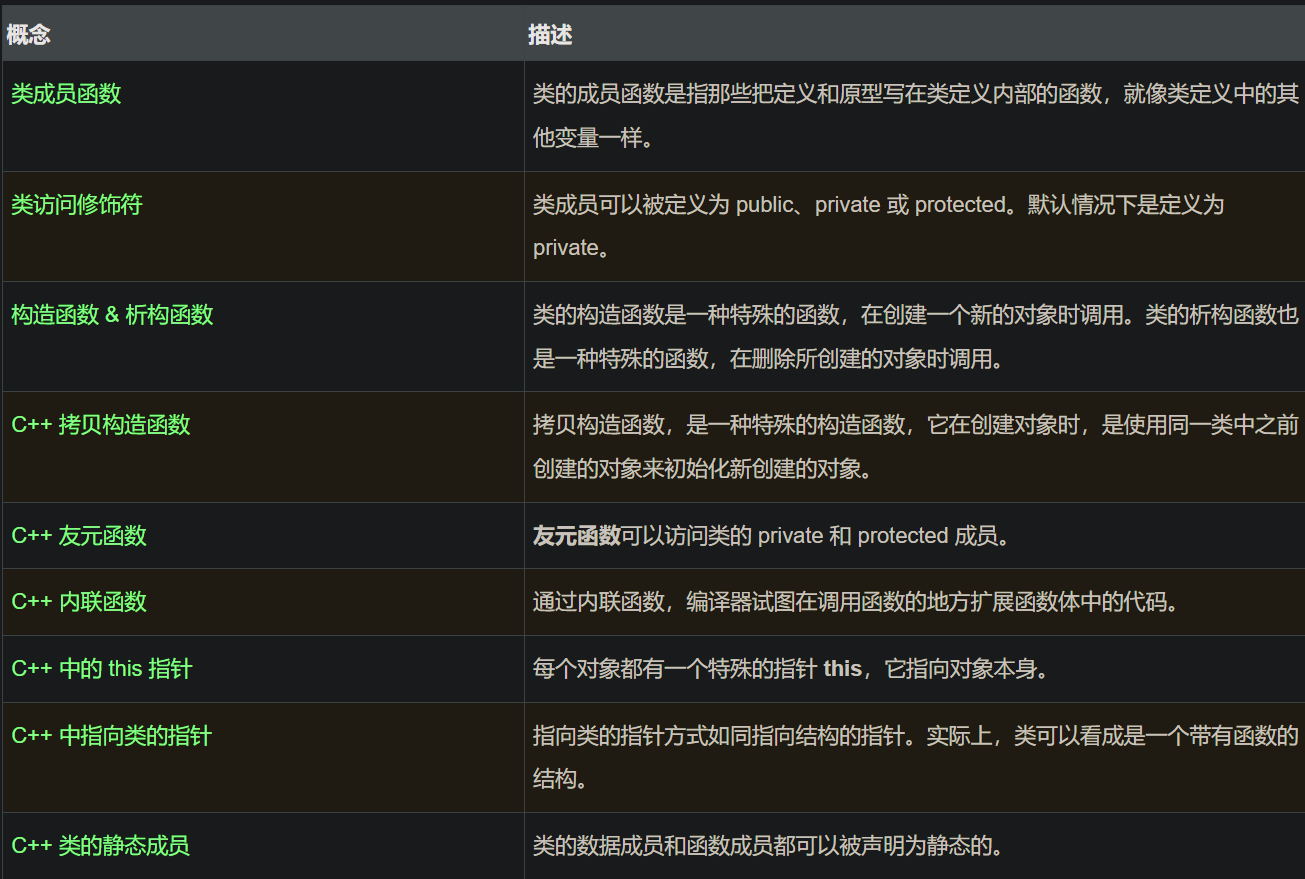 概念 描述
类成员函数 类的成员函数是指那些把定义和原型写在类定义内部的函数，就像类定义中的其
他变量一样。
类访问修饰符 类成员可以被定义为 public、private 或 protected。默认情况下是定义为
private。
构造函数 & 析构函数 类的构造函数是一种特殊的函数，在创建一个新的对象时调用。类的析构函数也
是一种特殊的函数，在删除所创建的对象时调用。
C++ 拷贝构造函数 拷贝构造函数，是一种特殊的构造函数，它在创建对象时，是使用同一类中之前
创建的对象来初始化新创建的对象。
C++ 友元函数 友元函数可以访问类的 private 和 protected 成员。
C++ 内联函数 通过内联函数，编译器试图在调用函数的地方扩展函数体中的代码。
C++ 中的 this 指针 每个对象都有一个特殊的指针 this，它指向对象本身。
C++ 中指向类的指针 指向类的指针方式如同指向结构的指针。实际上，类可以看成是一个带有函数的
结构。
C++ 类的静态成员 类的数据成员和函数成员都可以被声明为静态的。